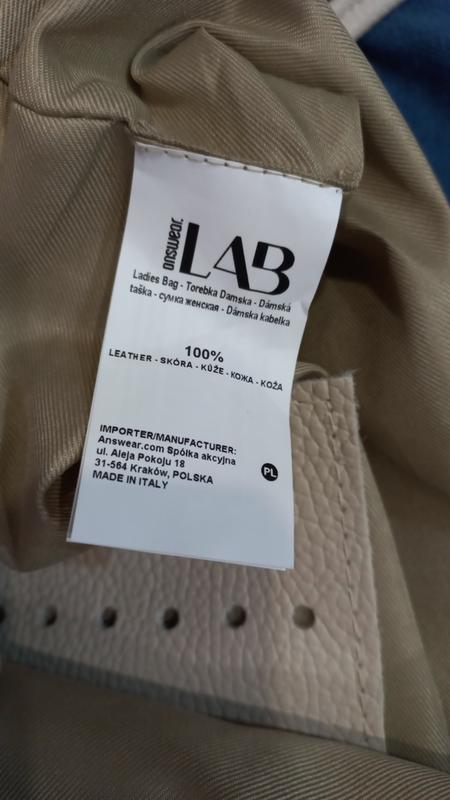 answear.
LAB
Ladies Bag - Torebka Damska - Dámská
taška - сумка женская - Dámska kabelka
100%
LEATHER - SKÓRA - KŮŽE - КОЖА - KOŽA
IMPORTER/MANUFACTURER:
Answear.com Spółka akcyjna
ul. Aleja Pokoju 18
31-564 Kraków, POLSKA
MADE IN ITALY
PL